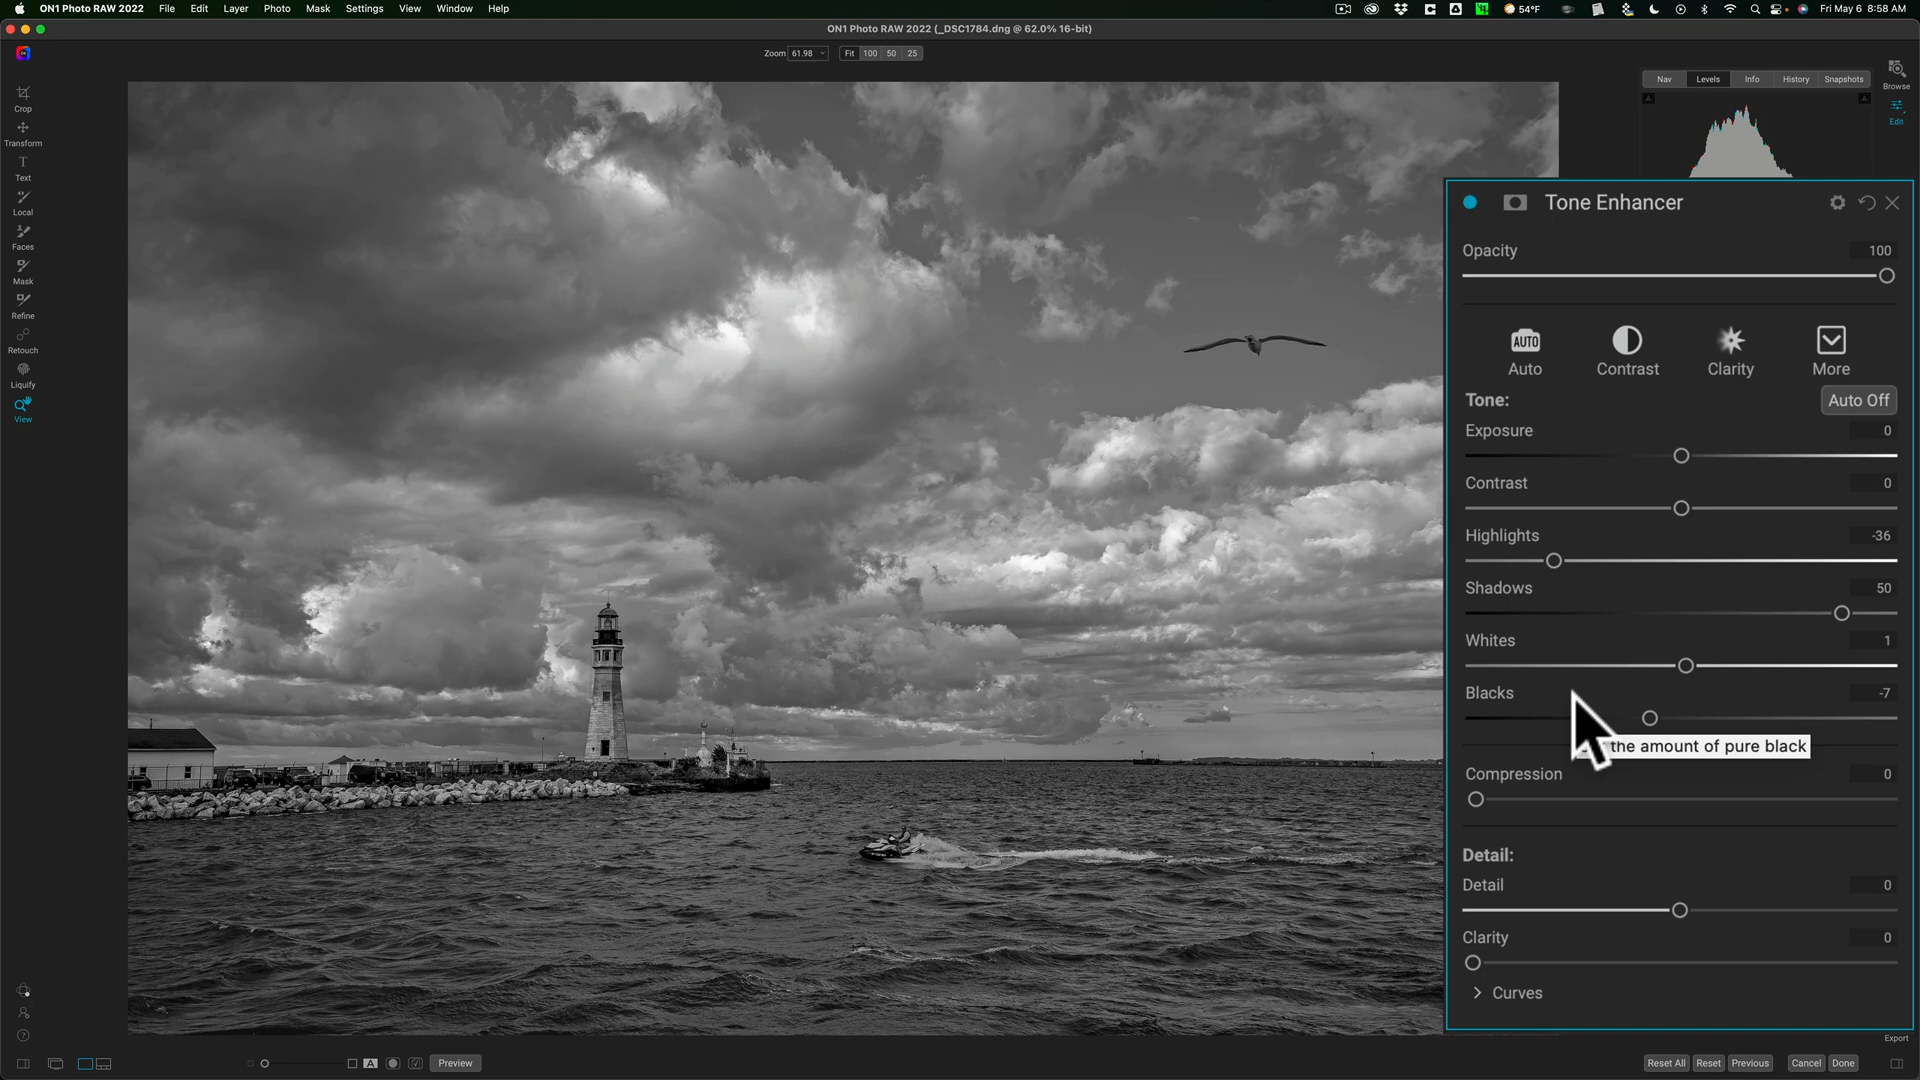 ON1 Photo RAW 2022 File Edit Layer Photo Mask Settings View Window Help 54°F Fri May 6 8:58 AM
ON1 Photo RAW 2022 (_DSC1784.dng @ 62.0% 16-bit)
Zoom 61.98 Fit 100 50 25
Nav Levels Info History Snapshots
Browse
Edit
Crop
Transform
Text
Local
Faces
Mask
Refine
Retouch
Liquify
View
Tone Enhancer
Opacity 100
AUTO
Auto Contrast Clarity More
Tone: Auto Off
Exposure 0
Contrast 0
Highlights -36
Shadows 50
Whites 1
Blacks -7
the amount of pure black
Compression 0
Detail:
Detail 0
Clarity 0
Curves
Export
A Preview Reset All Reset Previous Cancel Done